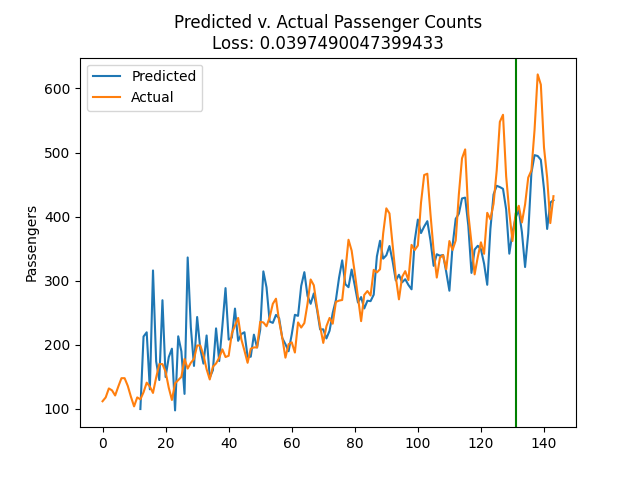 Predicted v. Actual Passenger Counts
Loss: 0.0397490047399433
Predicted
Actual
Passengers
600
500
400
300
200
100
0 20 40 60 80 100 120 140